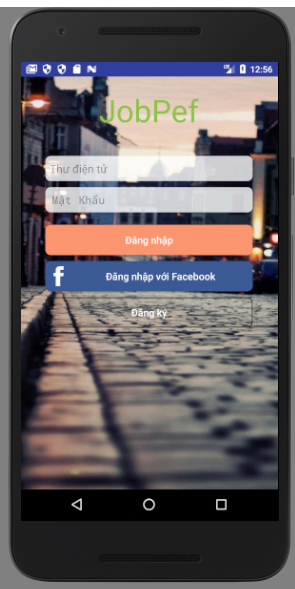 12:56
JobPef
Thư điện tử
Mật Khẩu
Đăng nhập
f Đăng nhập với Facebook
Đăng ký